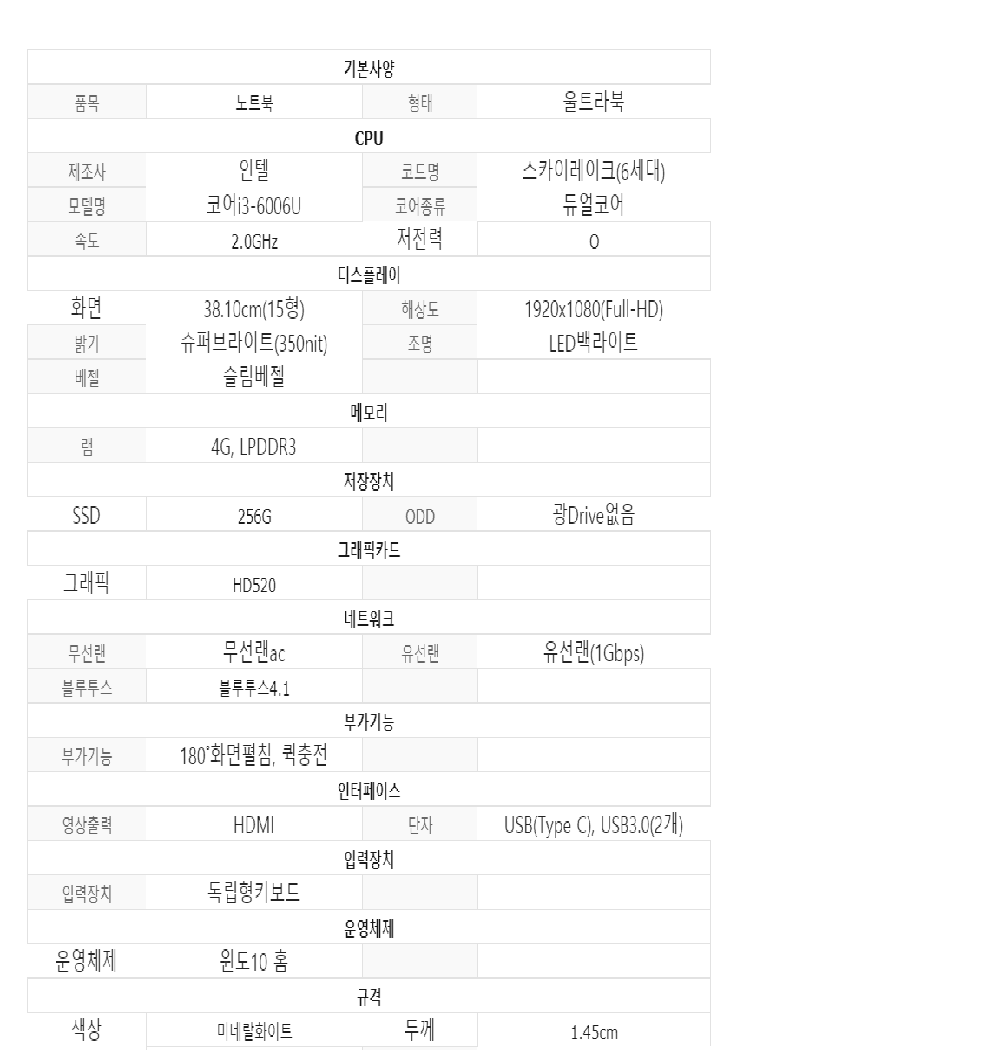 기본사양
품목 노트북 형태 울트라북
CPU
제조사 인텔 코드명 스카이레이크(6세대)
모델명 코어i3-6006U 코어종류 듀얼코어
속도 2.0GHz 저전력 O
디스플레이
화면 38.10cm(15형) 해상도 1920x1080(Full-HD)
밝기 슈퍼브라이트(350nit) 조명 LED백라이트
베젤 슬림베젤
메모리
램 4G, LPDDR3
저장장치
SSD 256G ODD 광Drive없음
그래픽카드
그래픽 HD520
네트워크
무선랜 무선랜ac 유선랜 유선랜(1Gbps)
블루투스 블루투스4.1
부가기능
부가기능 180˚화면펼침, 퀵충전
인터페이스
영상출력 HDMI 단자 USB(Type C), USB3.0(2개)
입력장치
입력장치 독립형키보드
운영체제
운영체제 윈도10 홈
규격
색상 미네랄화이트 두께 1.45cm